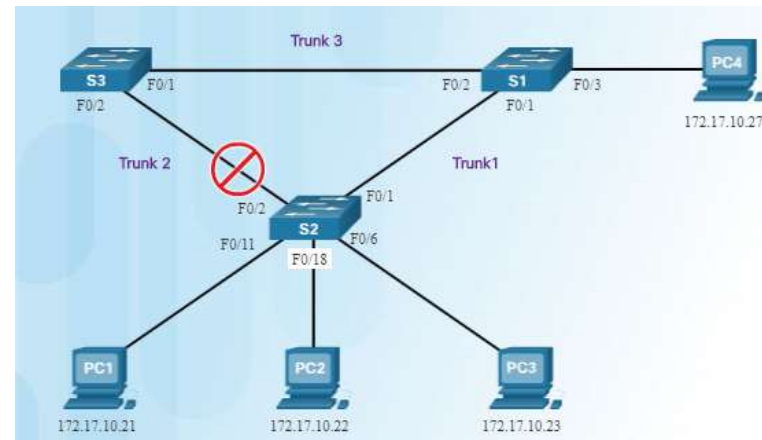 Trunk 3
S3
F0/1
F0/2
S1
F0/3
PC4
F0/2
F0/1
172.17.10.27
Trunk 2
Trunk1
F0/2
F0/1
S2
F0/11
F0/6
F0/18
PC1
PC2
PC3
172.17.10.21
172.17.10.22
172.17.10.23